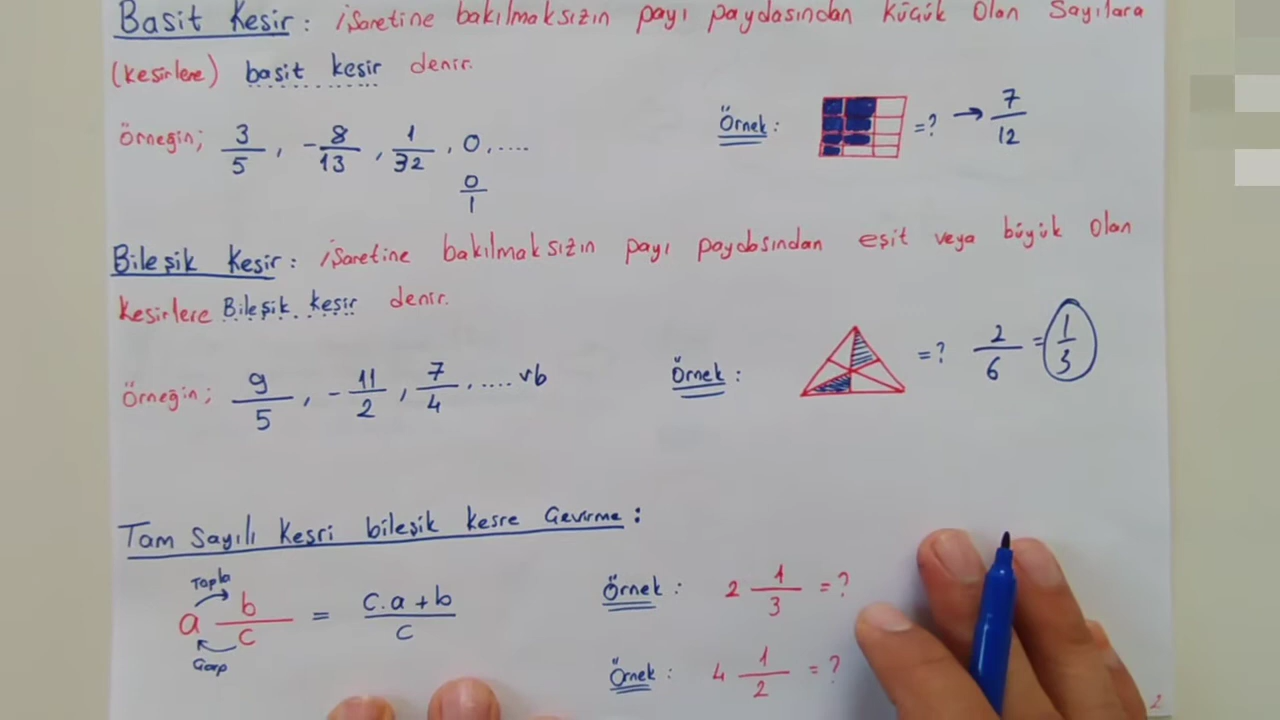 Basit Kesir : işaretine bakılmaksızın payı paydasından küçük olan sayılara
(kesirlere) basit kesir denir.
Örneğin; 3/5, -8/13, 1/32, 0, ....
0/1
Örnek : =? → 7/12
Bileşik Kesir : işaretine bakılmaksızın payı paydasından eşit veya büyük olan
kesirlere Bileşik kesir denir.
Örneğin; 9/5, -11/2, 7/4, .... vb
Örnek : =? 2/6 = 1/3
Tam Sayılı Kesri bileşik kesre Çevirme :
Topla
a b/c = c.a+b/c
Çarp
Örnek : 2 1/3 = ?
Örnek : 4 1/2 = ?
2